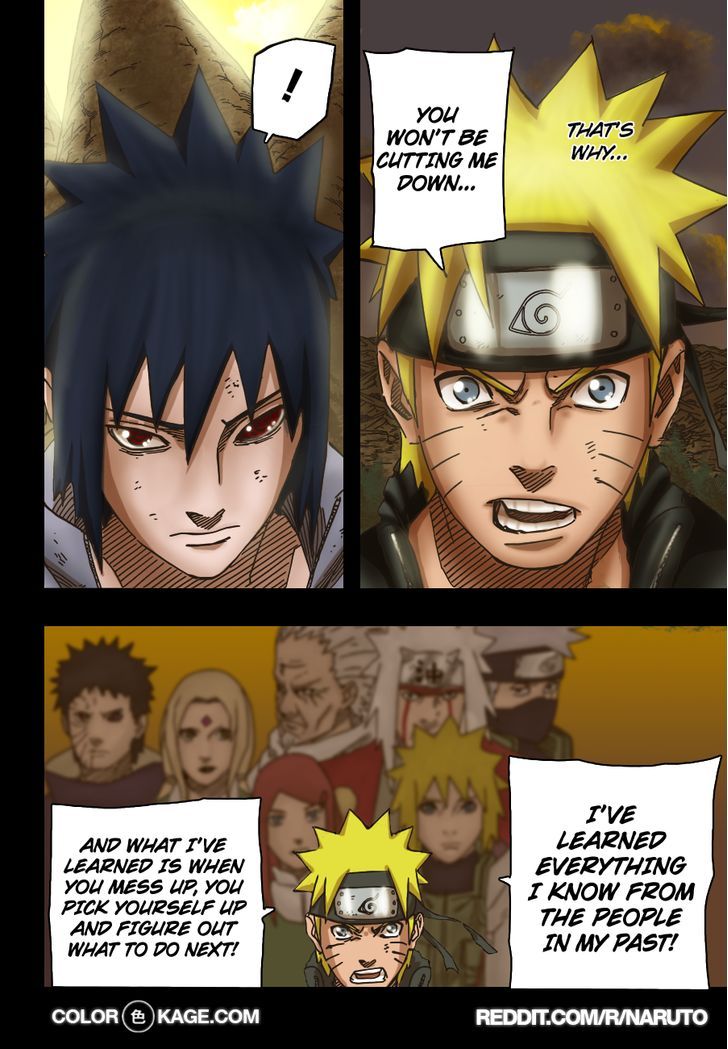 THAT'S
WHY...
YOU
WON'T BE
CUTTING ME
DOWN...
!
I'VE
LEARNED
EVERYTHING
I KNOW FROM
THE PEOPLE
IN MY PAST!
AND WHAT I'VE
LEARNED IS WHEN
YOU MESS UP, YOU
PICK YOURSELF UP
AND FIGURE OUT
WHAT TO DO NEXT!
沖
COLOR 色 KAGE.COM
REDDIT.COM/R/NARUTO